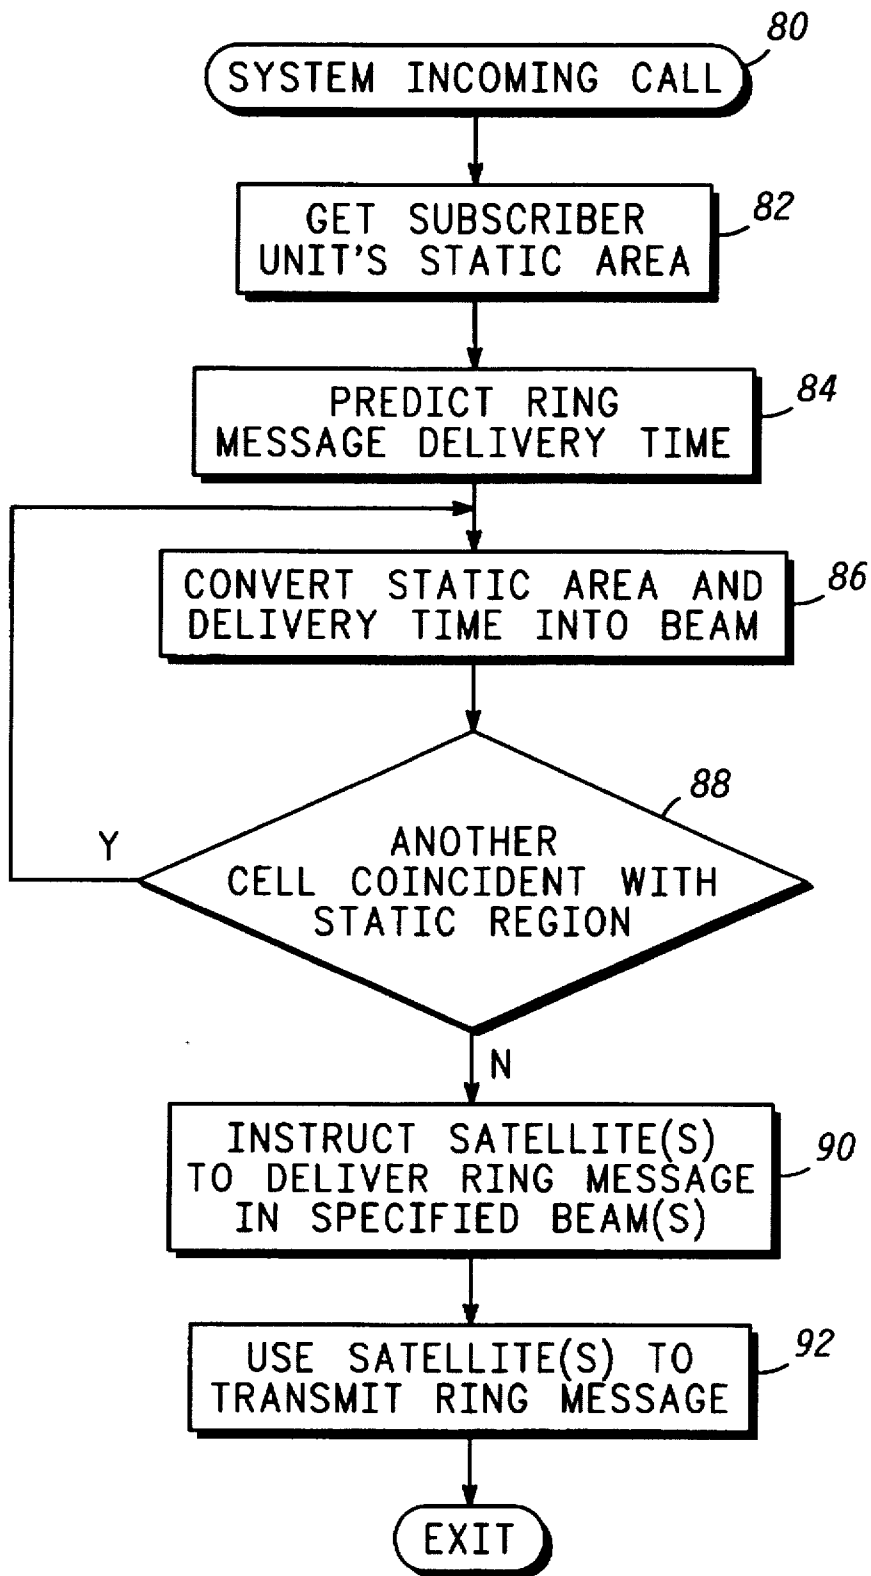 80
SYSTEM INCOMING CALL
82
GET SUBSCRIBER
UNIT'S STATIC AREA
84
PREDICT RING
MESSAGE DELIVERY TIME
86
CONVERT STATIC AREA AND
DELIVERY TIME INTO BEAM
88
Y
ANOTHER
CELL COINCIDENT WITH
STATIC REGION
N
90
INSTRUCT SATELLITE(S)
TO DELIVER RING MESSAGE
IN SPECIFIED BEAM(S)
92
USE SATELLITE(S) TO
TRANSMIT RING MESSAGE
EXIT